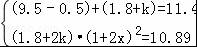 (9.5-0.5)+(1.8+k)=11.4
(1.8+2k)•(1+2x)²=10.89